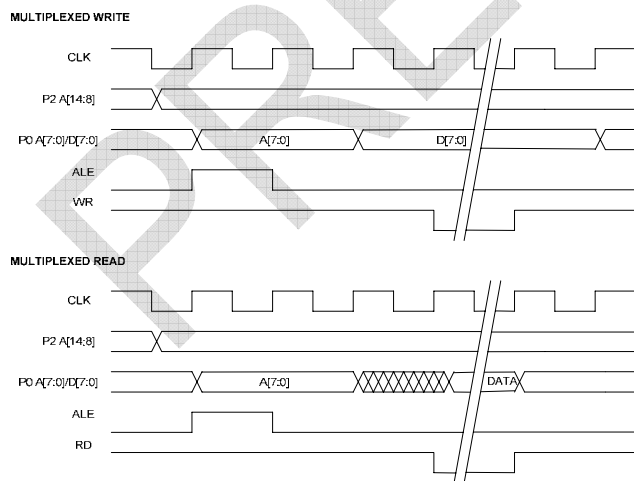 MULTIPLEXED WRITE
CLK
P2 A[14:8]
P0 A[7:0]/D[7:0] A[7:0] D[7:0]
ALE
WR
MULTIPLEXED READ
CLK
P2 A[14:8]
P0 A[7:0]/D[7:0] A[7:0] DATA
ALE
RD
PRE